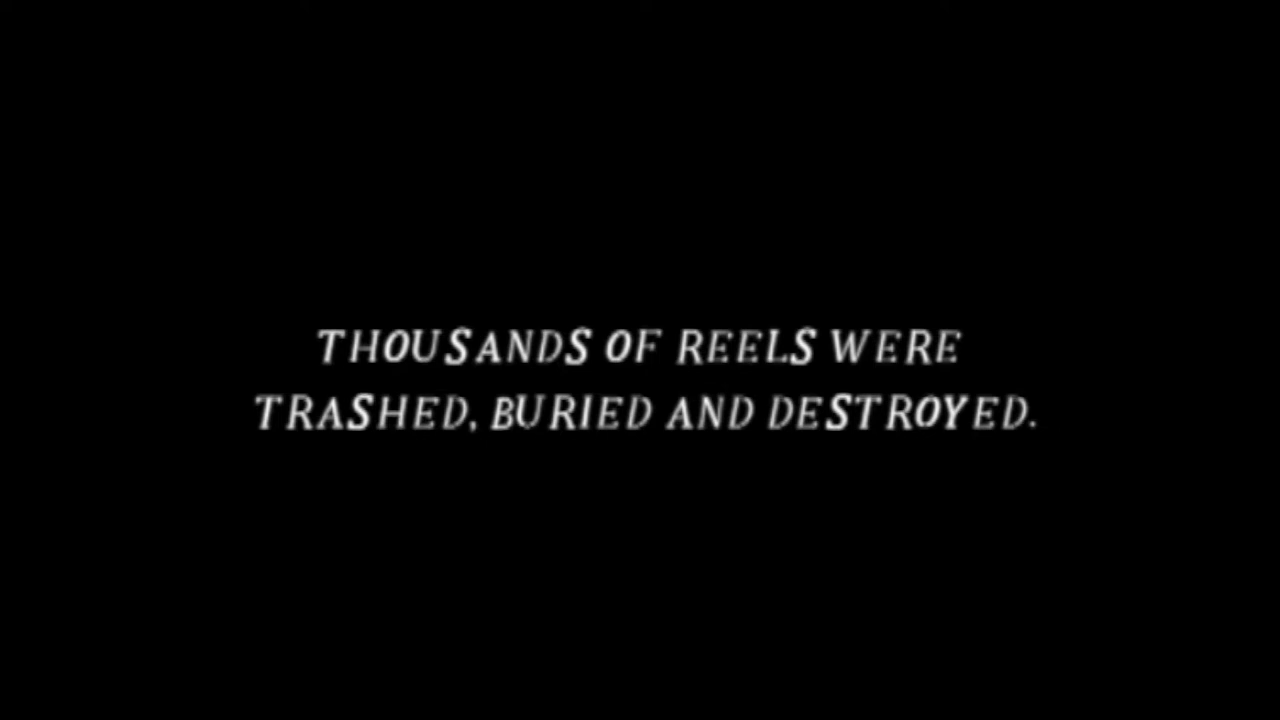 THOUSANDS OF REELS WERE
TRASHED, BURIED AND DESTROYED.